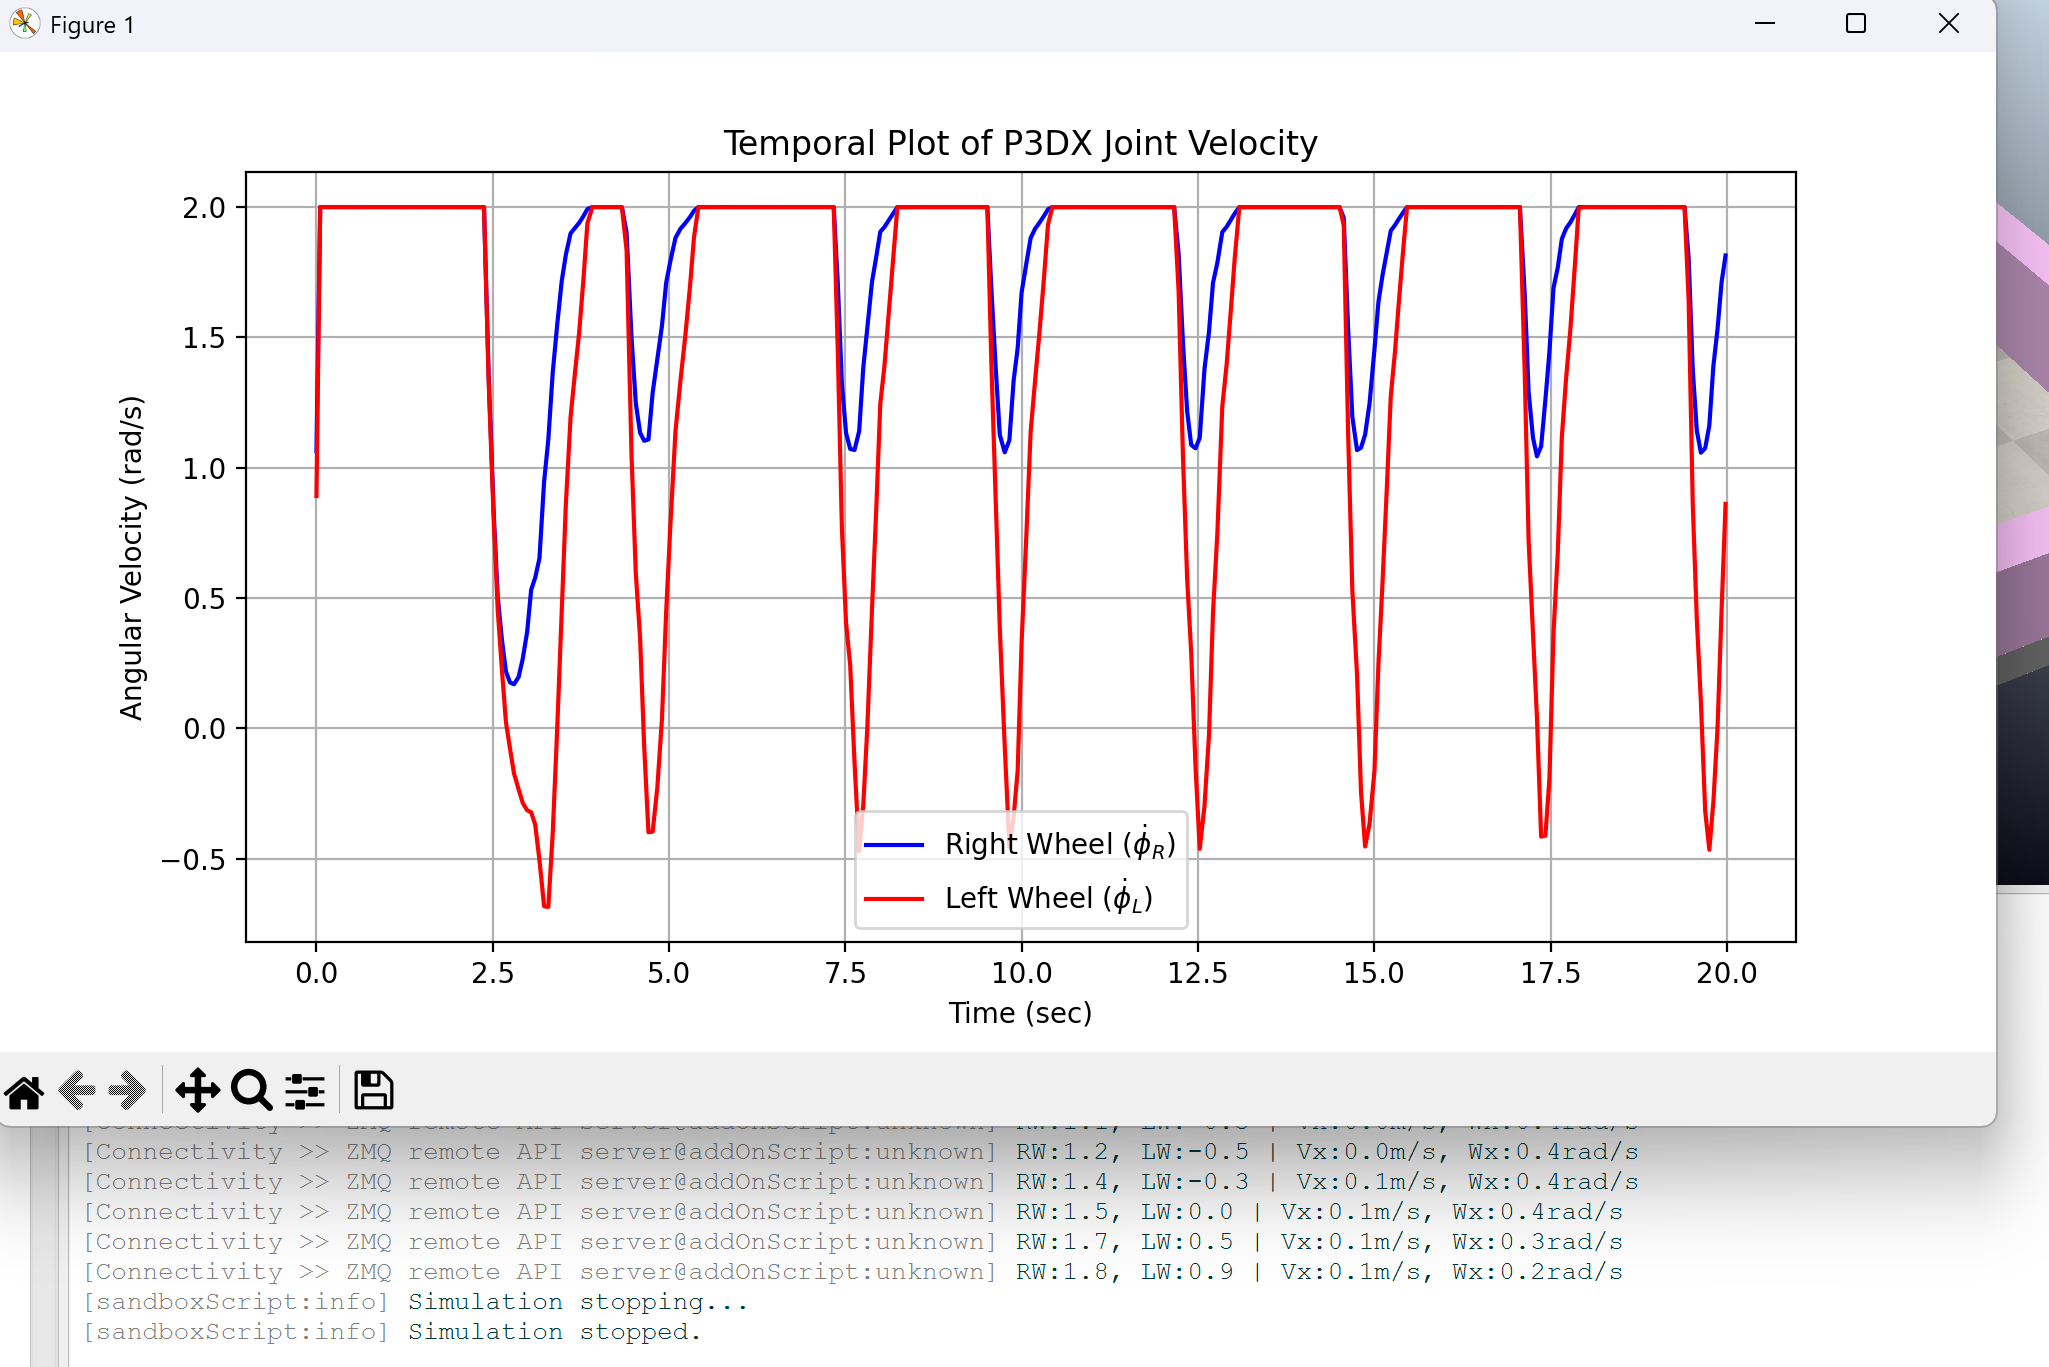 Figure 1
Temporal Plot of P3DX Joint Velocity
2.0
1.5
1.0
0.5
0.0
−0.5
Angular Velocity (rad/s)
Right Wheel (ϕ̇_R)
Left Wheel (ϕ̇_L)
0.0 2.5 5.0 7.5 10.0 12.5 15.0 17.5 20.0
Time (sec)
[Connectivity >> ZMQ remote API server@addOnScript:unknown] RW:1.2, LW:-0.5 | Vx:0.0m/s, Wx:0.4rad/s
[Connectivity >> ZMQ remote API server@addOnScript:unknown] RW:1.4, LW:-0.3 | Vx:0.1m/s, Wx:0.4rad/s
[Connectivity >> ZMQ remote API server@addOnScript:unknown] RW:1.5, LW:0.0 | Vx:0.1m/s, Wx:0.4rad/s
[Connectivity >> ZMQ remote API server@addOnScript:unknown] RW:1.7, LW:0.5 | Vx:0.1m/s, Wx:0.3rad/s
[Connectivity >> ZMQ remote API server@addOnScript:unknown] RW:1.8, LW:0.9 | Vx:0.1m/s, Wx:0.2rad/s
[sandboxScript:info] Simulation stopping...
[sandboxScript:info] Simulation stopped.